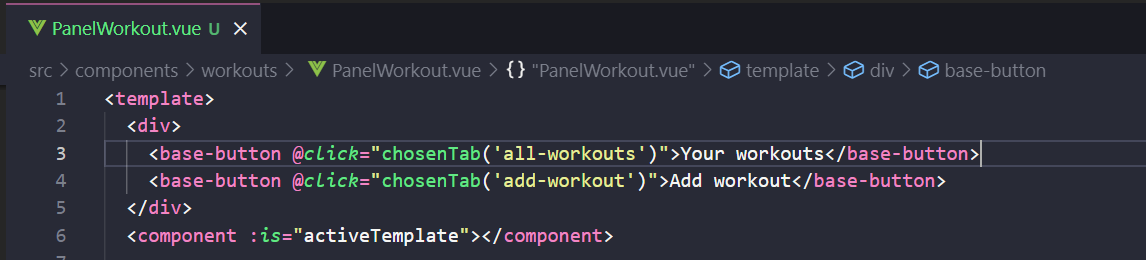 PanelWorkout.vue U ×
src > components > workouts > PanelWorkout.vue > {} "PanelWorkout.vue" > template > div > base-button
1 <template>
2 <div>
3 <base-button @click="chosenTab('all-workouts')">Your workouts</base-button>
4 <base-button @click="chosenTab('add-workout')">Add workout</base-button>
5 </div>
6 <component :is="activeTemplate"></component>